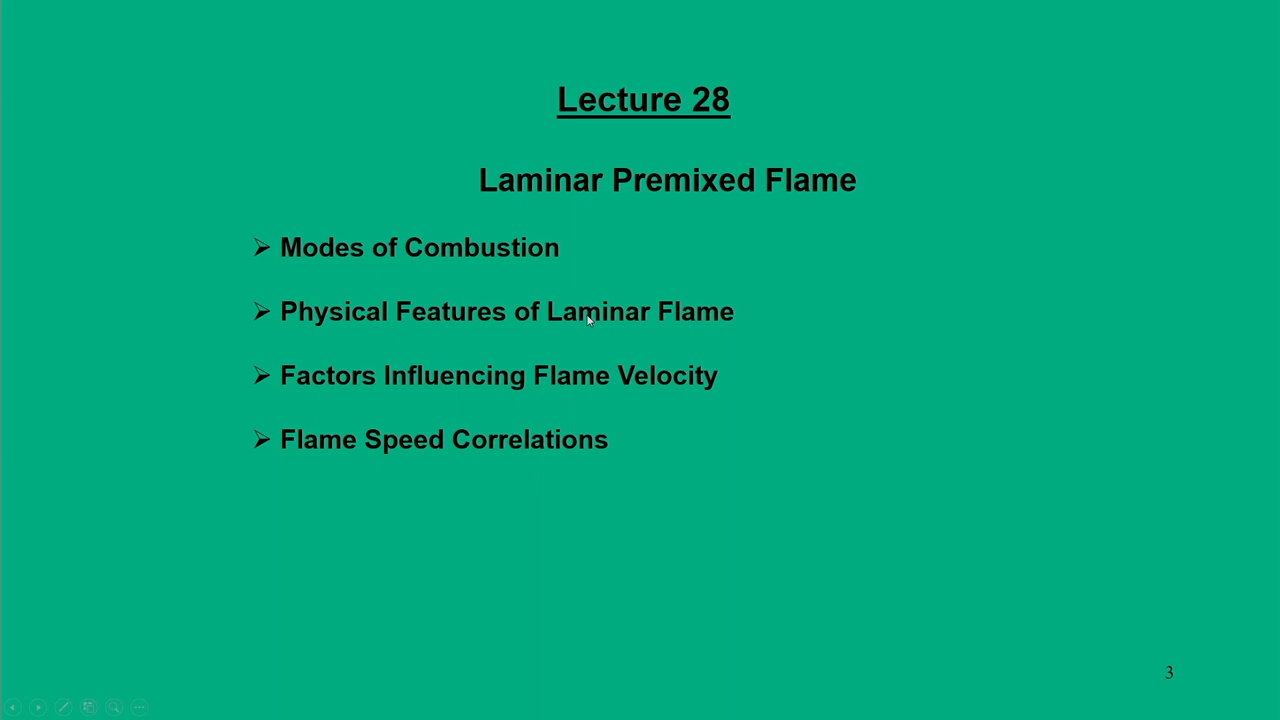 Lecture 28
Laminar Premixed Flame
➢ Modes of Combustion
➢ Physical Features of Laminar Flame
➢ Factors Influencing Flame Velocity
➢ Flame Speed Correlations
3